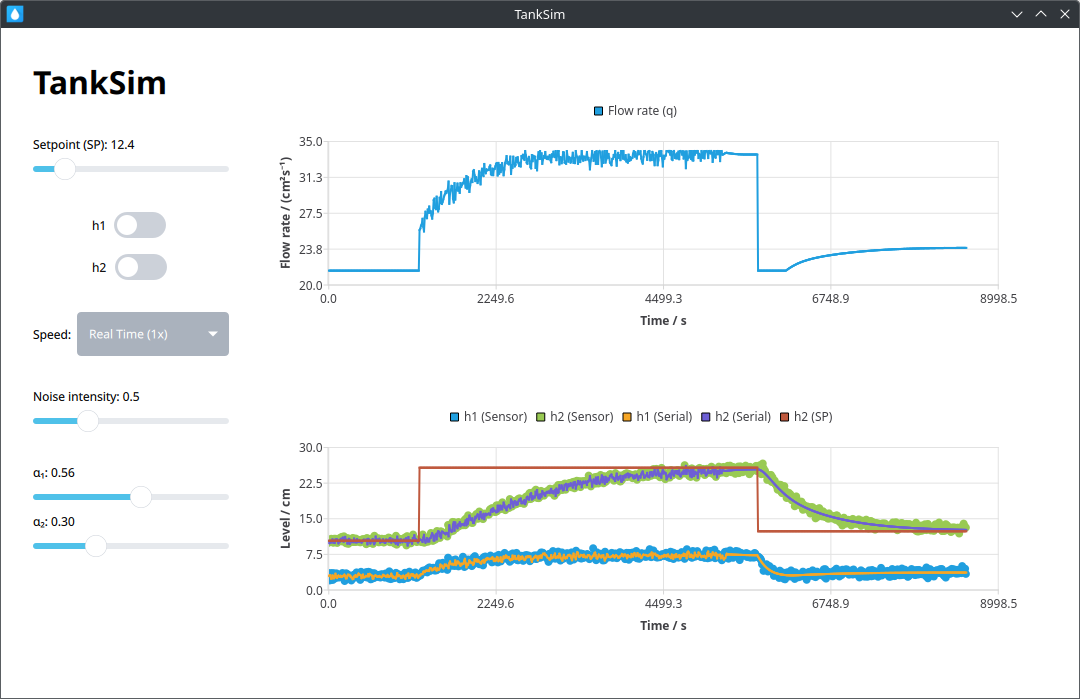 TankSim
TankSim
Setpoint (SP): 12.4
h1
h2
Speed: Real Time (1x)
Noise intensity: 0.5
α₁: 0.56
α₂: 0.30
Flow rate (q)
Flow rate / (cm²s⁻¹)
35.0
31.3
27.5
23.8
20.0
0.0 2249.6 4499.3 6748.9 8998.5
Time / s
h1 (Sensor) h2 (Sensor) h1 (Serial) h2 (Serial) h2 (SP)
Level / cm
30.0
22.5
15.0
7.5
0.0
0.0 2249.6 4499.3 6748.9 8998.5
Time / s